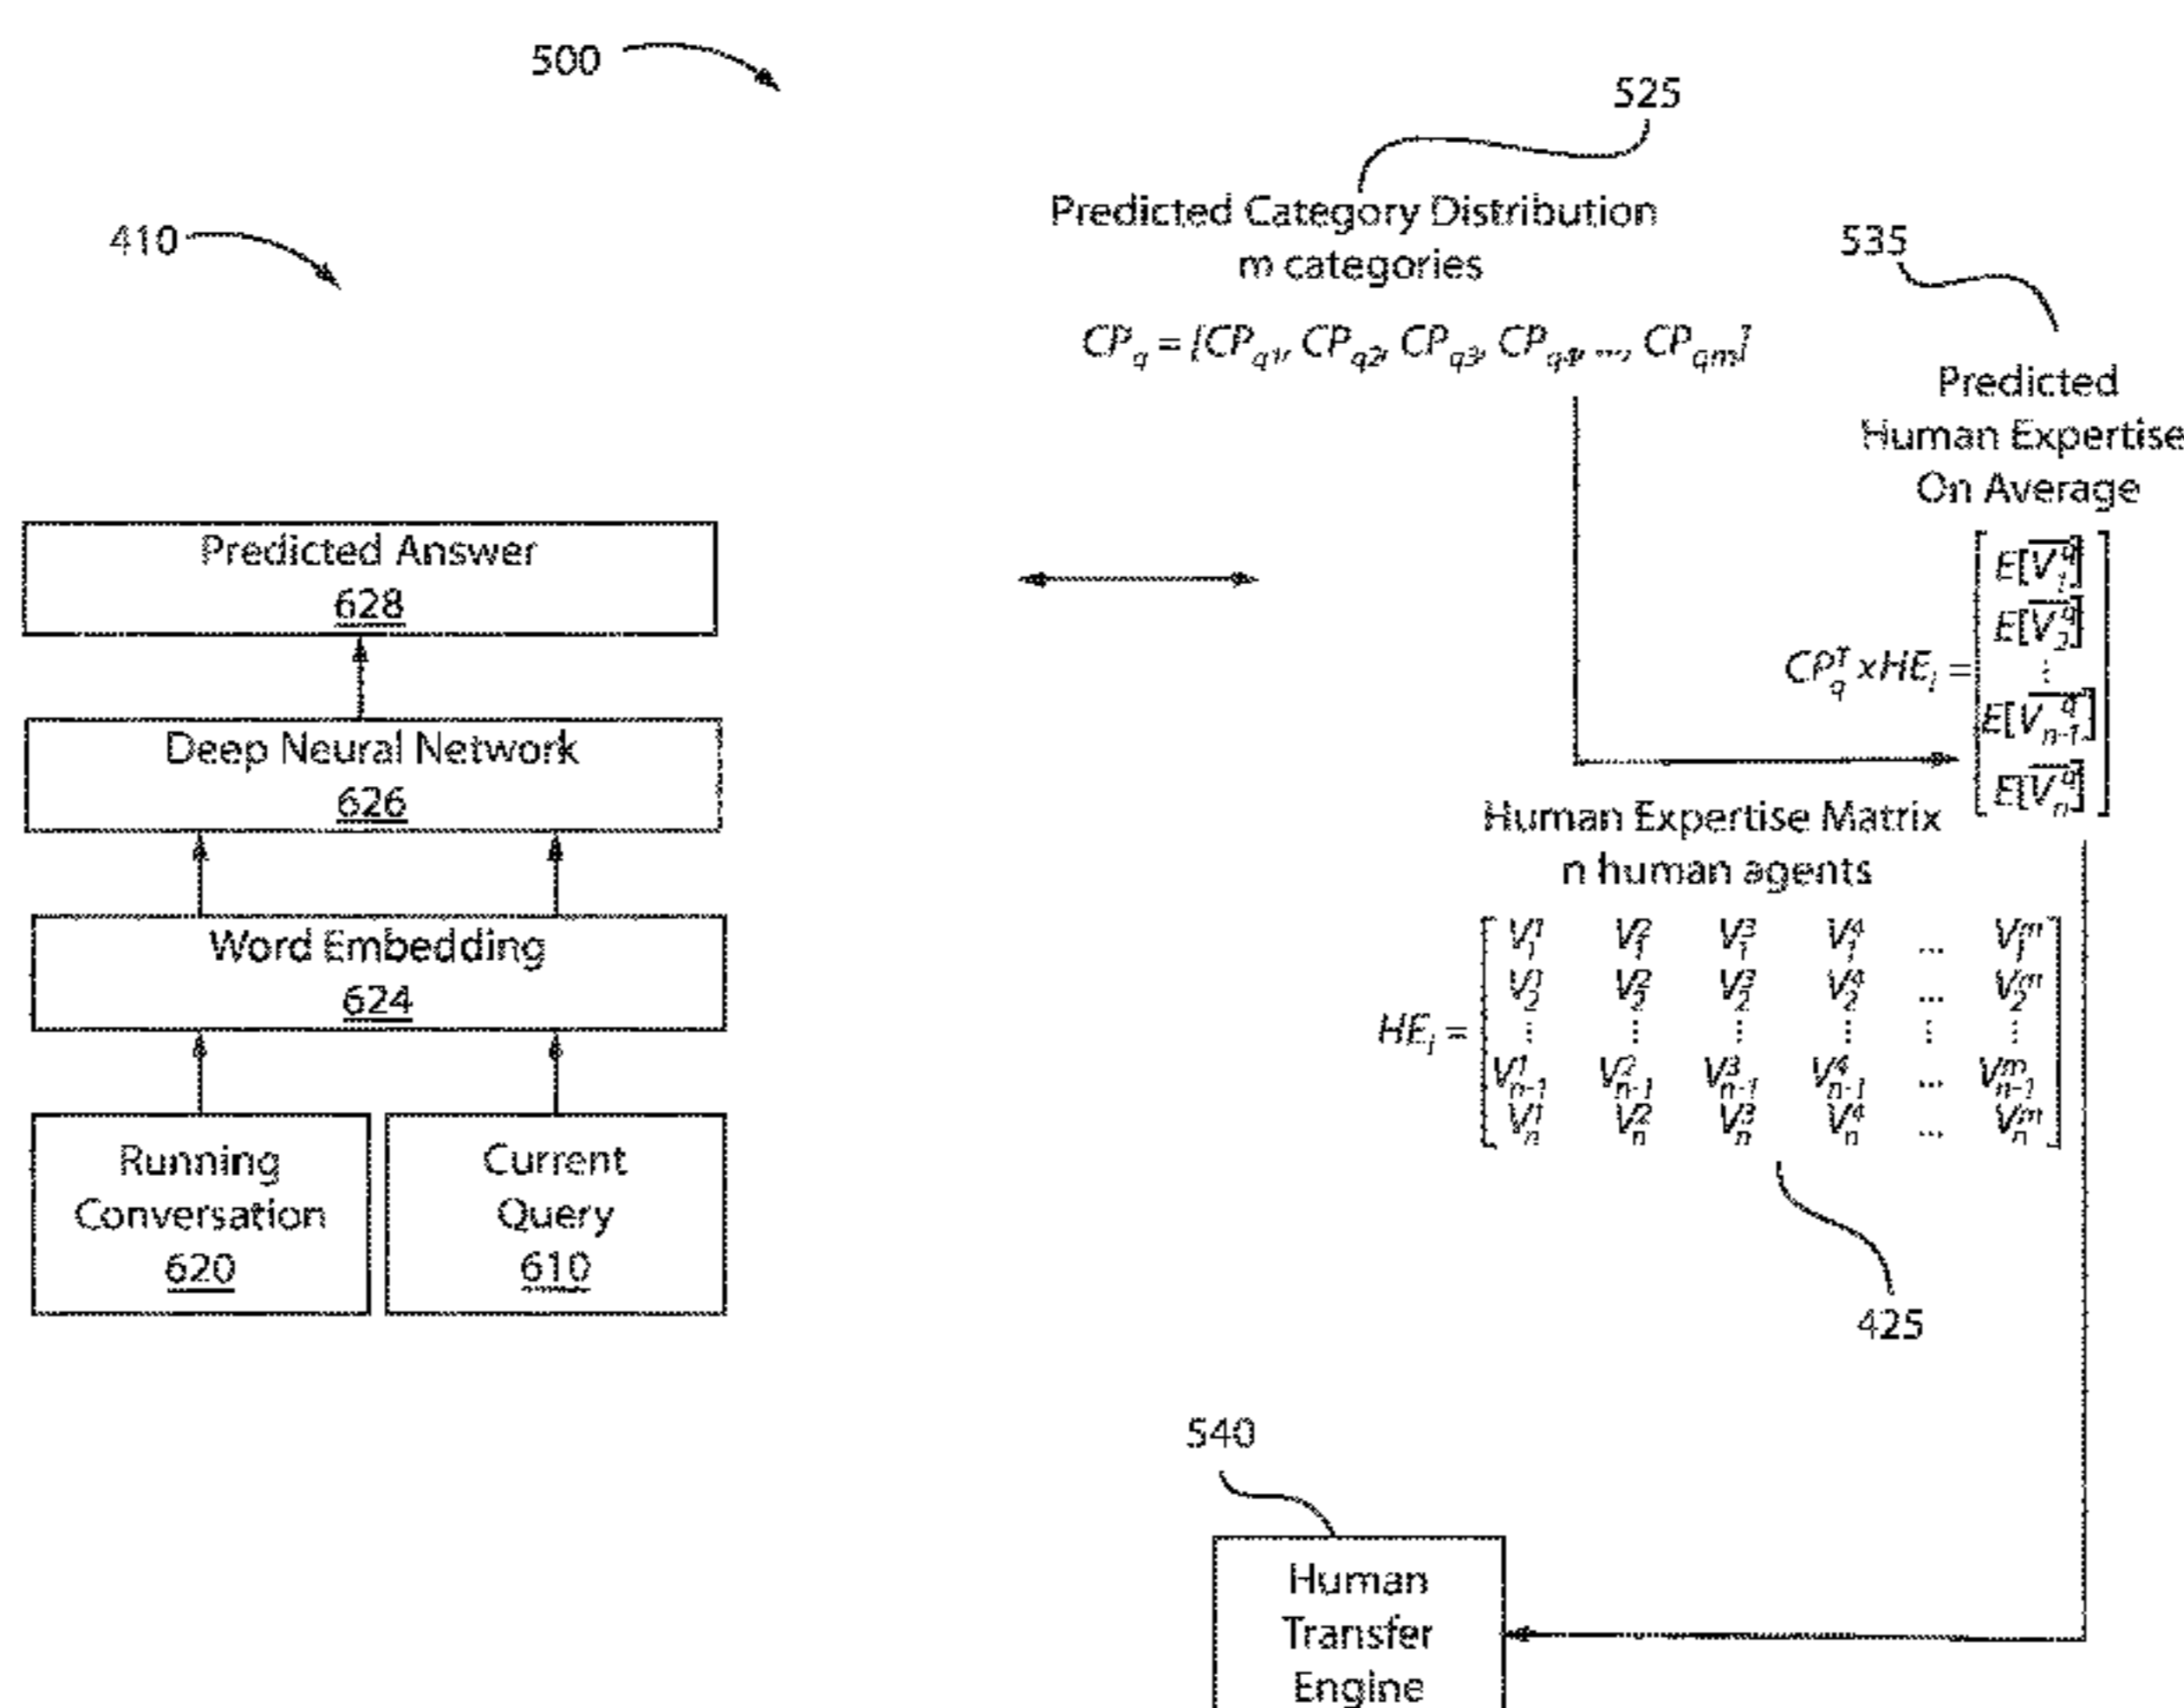 500
525
Predicted Category Distribution
m categories
410
535
CP_q = [CP_q1, CP_q2, CP_q3, CP_q4, ..., CP_qm]
Predicted
Human Expertise
On Average
Predicted Answer
628
Deep Neural Network
626
Word Embedding
624
Running
Conversation
620
Current
Query
610
CP_q^T x HE_i =
E[V_1^q]
E[V_2^q]
⋮
E[V_n-1^q]
E[V_n^q]
Human Expertise Matrix
n human agents
HE_i =
V_1^1 V_1^2 V_1^3 V_1^4 ... V_1^m
V_2^1 V_2^2 V_2^3 V_2^4 ... V_2^m
⋮ ⋮ ⋮ ⋮ ⋮ ⋮
V_n-1^1 V_n-1^2 V_n-1^3 V_n-1^4 ... V_n-1^m
V_n^1 V_n^2 V_n^3 V_n^4 ... V_n^m
425
540
Human
Transfer
Engine